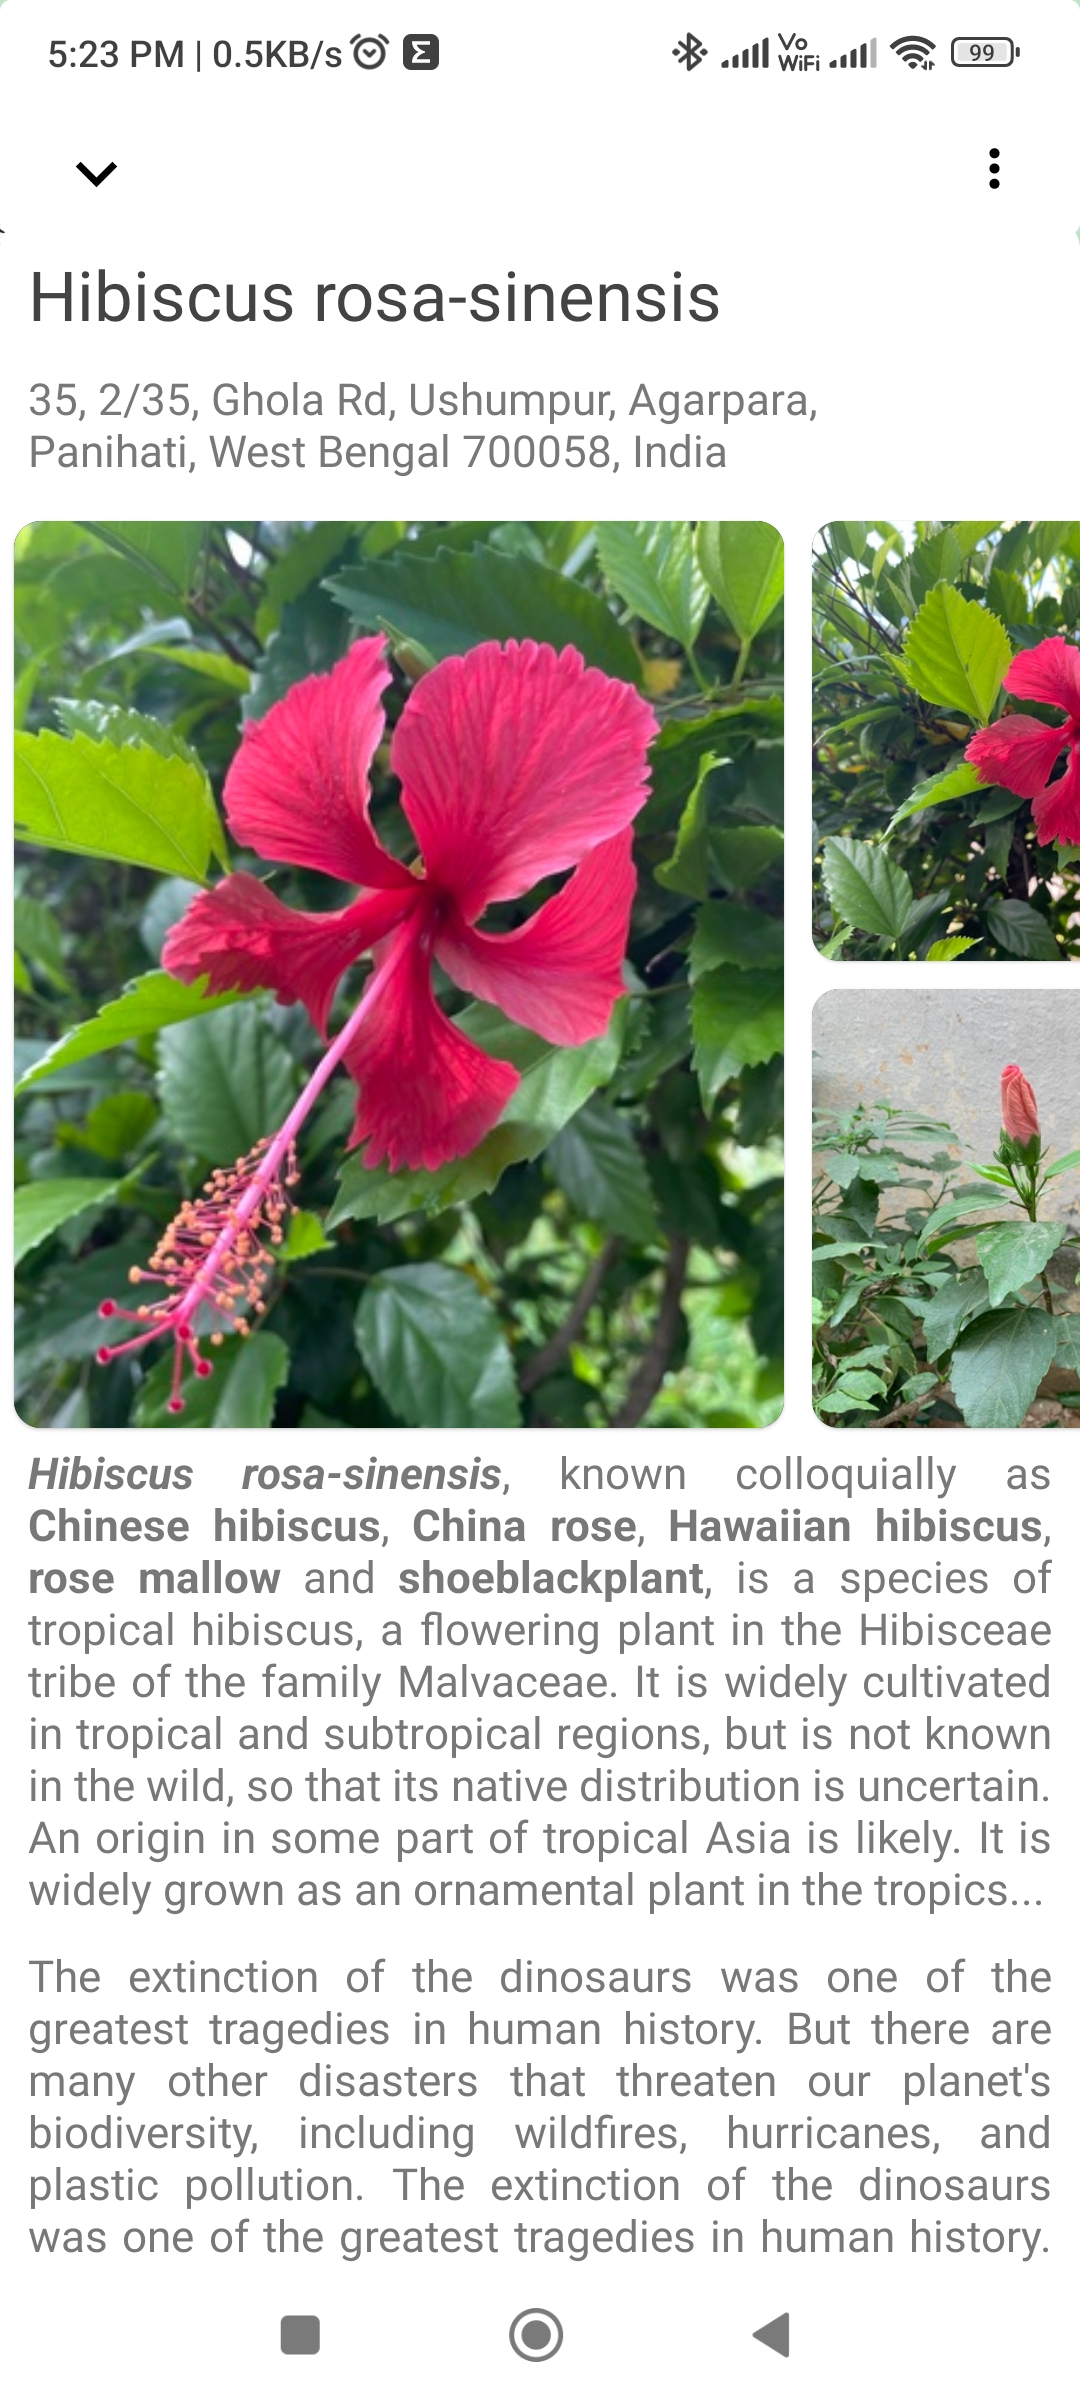 5:23 PM | 0.5KB/s Σ Vo WiFi 99
Hibiscus rosa-sinensis
35, 2/35, Ghola Rd, Ushumpur, Agarpara,
Panihati, West Bengal 700058, India
Hibiscus rosa-sinensis, known colloquially as
Chinese hibiscus, China rose, Hawaiian hibiscus,
rose mallow and shoeblackplant, is a species of
tropical hibiscus, a flowering plant in the Hibisceae
tribe of the family Malvaceae. It is widely cultivated
in tropical and subtropical regions, but is not known
in the wild, so that its native distribution is uncertain.
An origin in some part of tropical Asia is likely. It is
widely grown as an ornamental plant in the tropics...
The extinction of the dinosaurs was one of the
greatest tragedies in human history. But there are
many other disasters that threaten our planet's
biodiversity, including wildfires, hurricanes, and
plastic pollution. The extinction of the dinosaurs
was one of the greatest tragedies in human history.